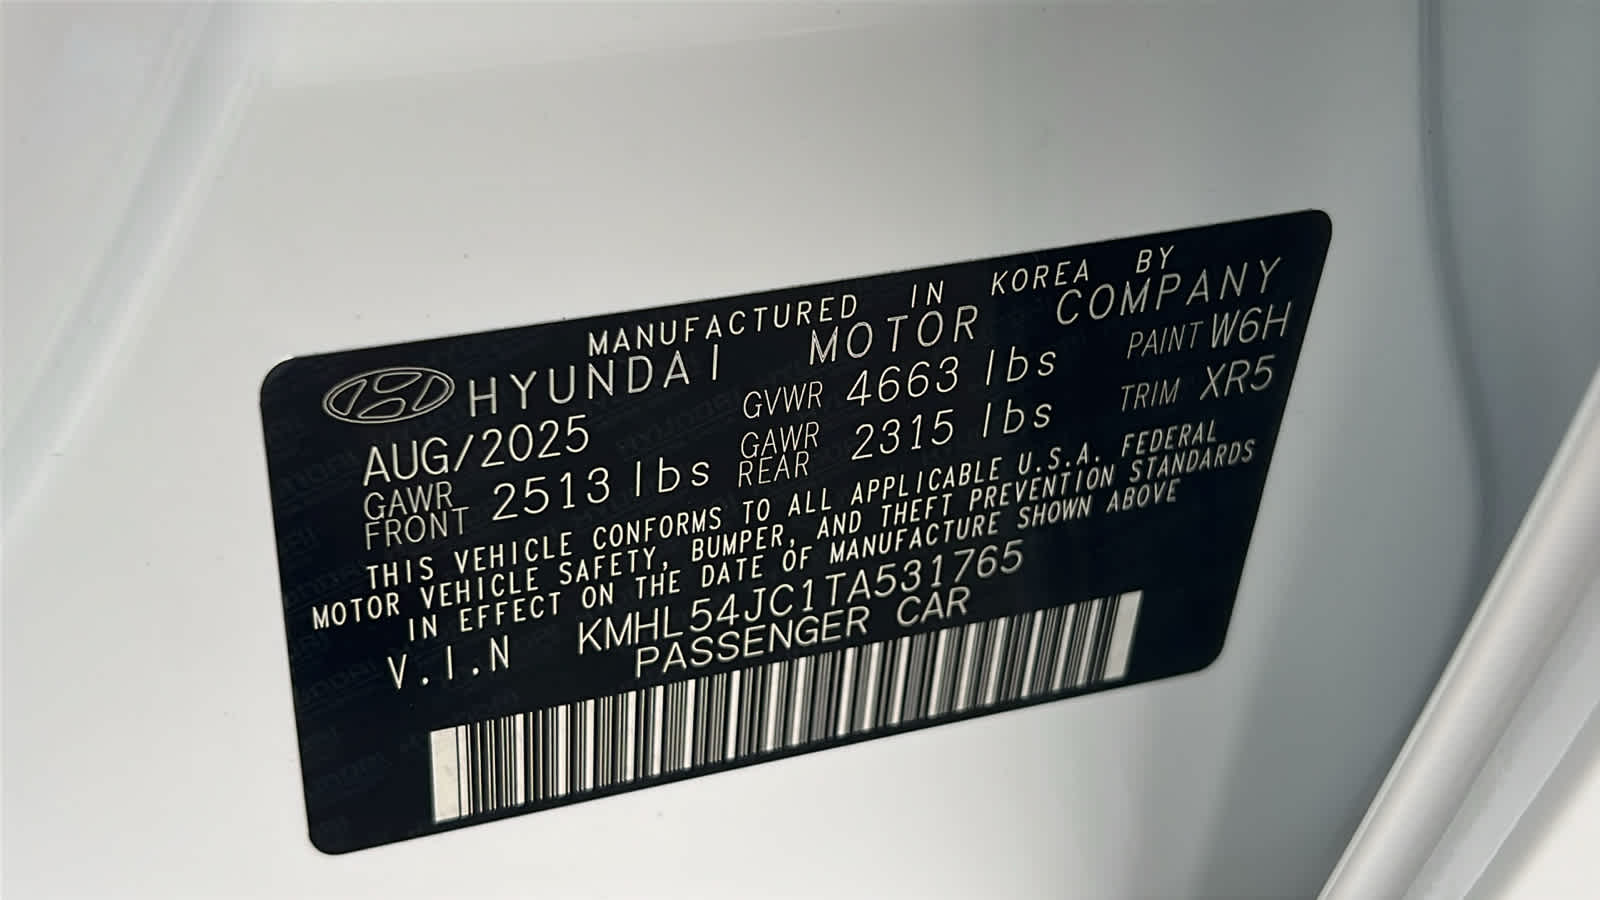 MANUFACTURED IN KOREA BY
HYUNDAI MOTOR COMPANY
AUG/2025 GVWR 4663 lbs PAINT W6H
GAWR FRONT 2513 lbs GAWR REAR 2315 lbs TRIM XR5
THIS VEHICLE CONFORMS TO ALL APPLICABLE U.S.A. FEDERAL
MOTOR VEHICLE SAFETY, BUMPER, AND THEFT PREVENTION STANDARDS
IN EFFECT ON THE DATE OF MANUFACTURE SHOWN ABOVE
V.I.N KMHL54JC1TA531765
PASSENGER CAR